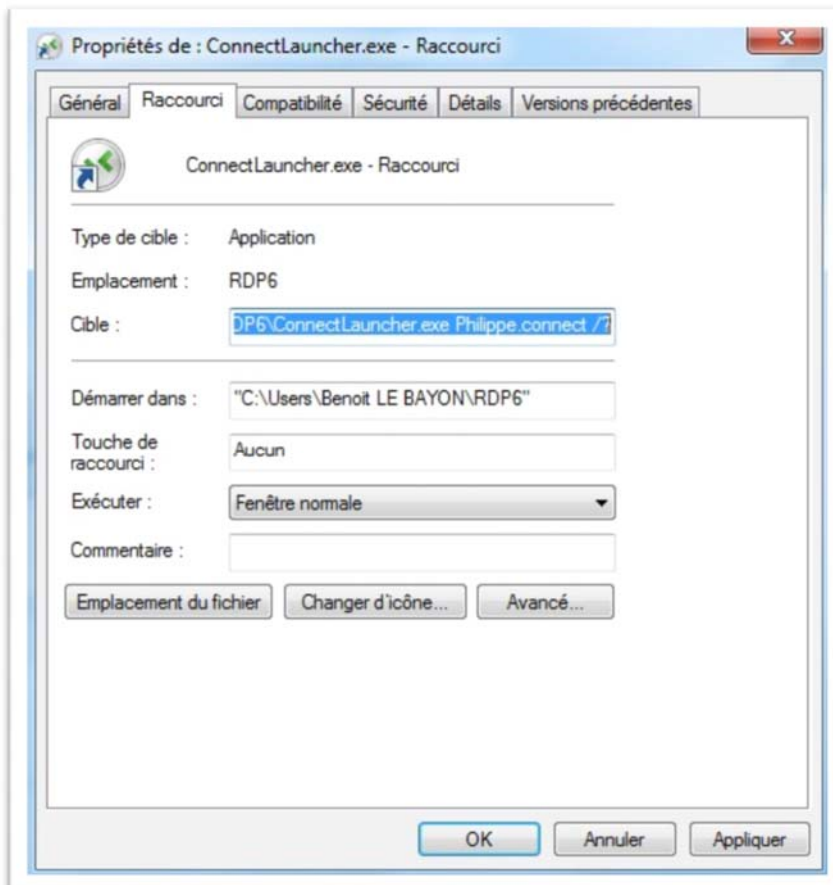 Propriétés de : ConnectLauncher.exe - Raccourci
Général Raccourci Compatibilité Sécurité Détails Versions précédentes
ConnectLauncher.exe - Raccourci
Type de cible : Application
Emplacement : RDP6
Cible : DP6\ConnectLauncher.exe Philippe.connect /?
Démarrer dans : "C:\Users\Benoit LE BAYON\RDP6"
Touche de
raccourci : Aucun
Exécuter : Fenêtre normale
Commentaire :
Emplacement du fichier Changer d'icône... Avancé...
OK Annuler Appliquer